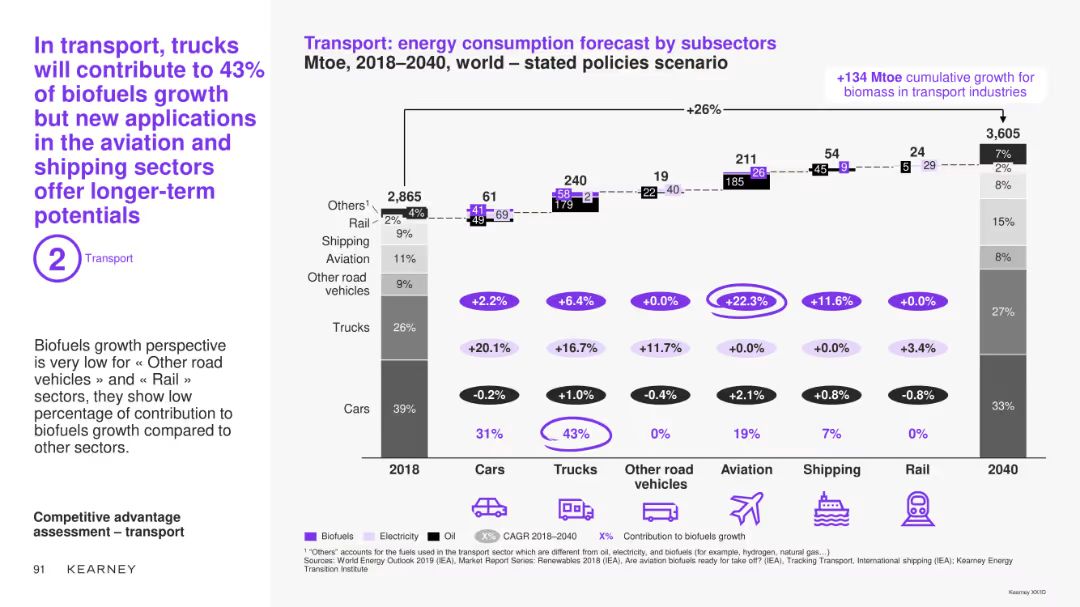 In transport, trucks
will contribute to 43%
of biofuels growth
but new applications
in the aviation and
shipping sectors
offer longer-term
potentials
2
Transport
Biofuels growth perspective
is very low for « Other road
vehicles » and « Rail »
sectors, they show low
percentage of contribution to
biofuels growth compared to
other sectors.
Competitive advantage
assessment – transport
91 KEARNEY
Transport: energy consumption forecast by subsectors
Mtoe, 2018–2040, world – stated policies scenario
+134 Mtoe cumulative growth for
biomass in transport industries
+26%
2,865
Others¹ 4%
Rail 2%
Shipping 9%
Aviation 11%
Other road
vehicles 9%
Trucks 26%
Cars 39%
61
41
49 69
240
58 2
179
19
22 40
211
26
185
54
45 9
24
5 29
3,605
7%
2%
8%
15%
8%
27%
33%
+2.2% +6.4% +0.0% +22.3% +11.6% +0.0%
+20.1% +16.7% +11.7% +0.0% +0.0% +3.4%
-0.2% +1.0% -0.4% +2.1% +0.8% -0.8%
31% 43% 0% 19% 7% 0%
2018 Cars Trucks Other road
vehicles Aviation Shipping Rail 2040
Biofuels Electricity Oil X% CAGR 2018–2040 X% Contribution to biofuels growth
¹ "Others" accounts for the fuels used in the transport sector which are different from oil, electricity, and biofuels (for example, hydrogen, natural gas…)
Sources: World Energy Outlook 2019 (IEA), Market Report Series: Renewables 2018 (IEA), Are aviation biofuels ready for take off? (IEA), Tracking Transport, International shipping (IEA); Kearney Energy
Transition Institute